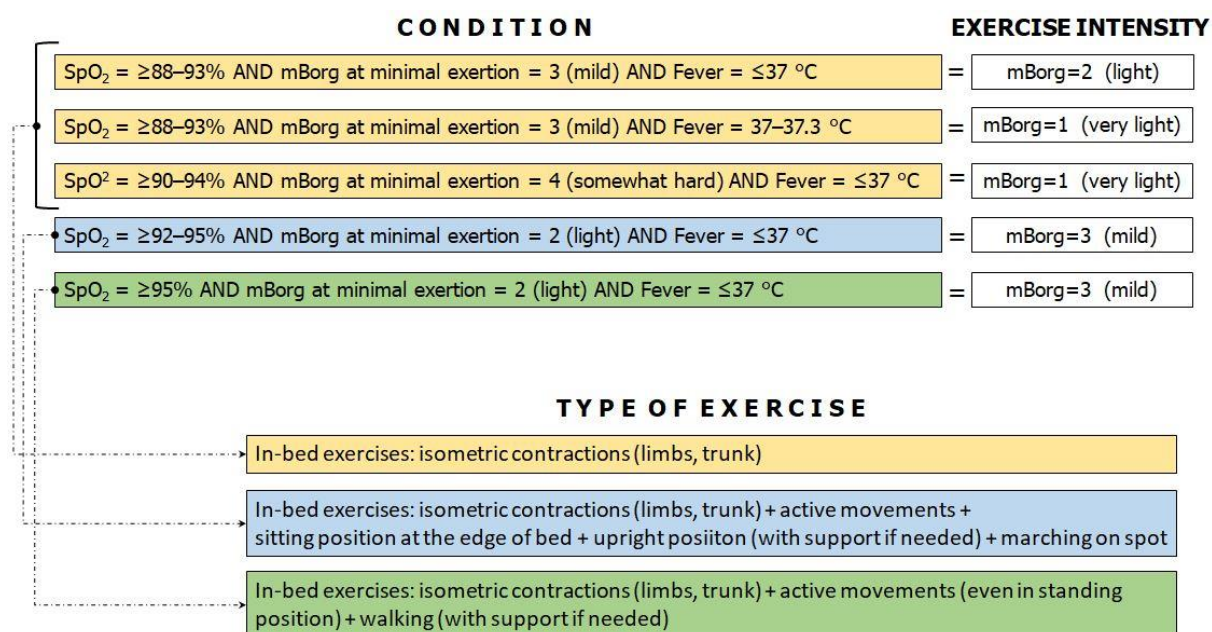 CONDITION
EXERCISE INTENSITY
SpO₂ = ≥88–93% AND mBorg at minimal exertion = 3 (mild) AND Fever = ≤37 °C = mBorg=2 (light)
SpO₂ = ≥88–93% AND mBorg at minimal exertion = 3 (mild) AND Fever = 37–37.3 °C = mBorg=1 (very light)
SpO² = ≥90–94% AND mBorg at minimal exertion = 4 (somewhat hard) AND Fever = ≤37 °C = mBorg=1 (very light)
SpO₂ = ≥92–95% AND mBorg at minimal exertion = 2 (light) AND Fever = ≤37 °C = mBorg=3 (mild)
SpO₂ = ≥95% AND mBorg at minimal exertion = 2 (light) AND Fever = ≤37 °C = mBorg=3 (mild)
TYPE OF EXERCISE
In-bed exercises: isometric contractions (limbs, trunk)
In-bed exercises: isometric contractions (limbs, trunk) + active movements +
sitting position at the edge of bed + upright posiiton (with support if needed) + marching on spot
In-bed exercises: isometric contractions (limbs, trunk) + active movements (even in standing
position) + walking (with support if needed)